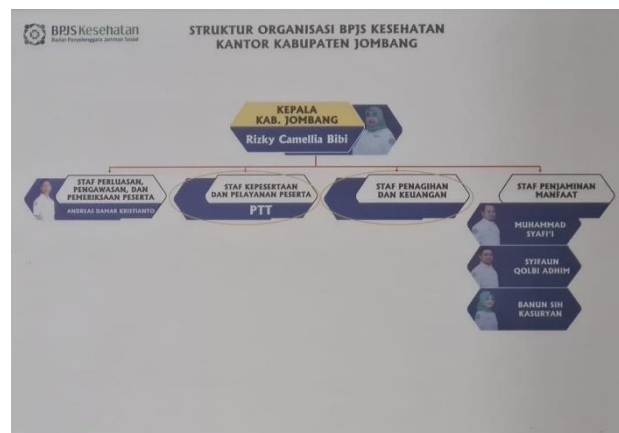 BPJS Kesehatan
Badan Penyelenggara Jaminan Sosial
STRUKTUR ORGANISASI BPJS KESEHATAN
KANTOR KABUPATEN JOMBANG
KEPALA
KAB. JOMBANG
Rizky Camellia Bibi
STAF PERLUASAN,
PENGAWASAN, DAN
PEMERIKSAAN PESERTA
ANDREAS DAMAR KRISTIANTO
STAF KEPESERTAAN
DAN PELAYANAN PESERTA
PTT
STAF PENAGIHAN
DAN KEUANGAN
STAF PENJAMINAN
MANFAAT
MUHAMMAD
SYAFI'I
SYIFAUN
QOLBI ADHIM
BANUN SIH
KASURYAN